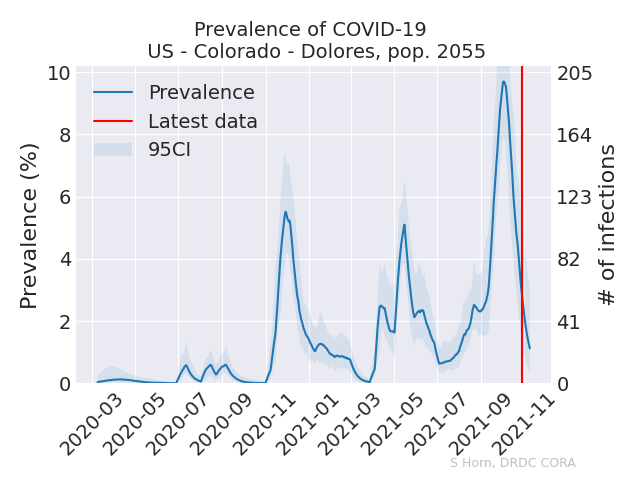 Prevalence of COVID-19
US - Colorado - Dolores, pop. 2055
Prevalence
Latest data
95CI
Prevalence (%)
10
8
6
4
2
0
205
164
123
82
41
0
# of infections
2020-03
2020-05
2020-07
2020-09
2020-11
2021-01
2021-03
2021-05
2021-07
2021-09
2021-11
S Horn, DRDC CORA